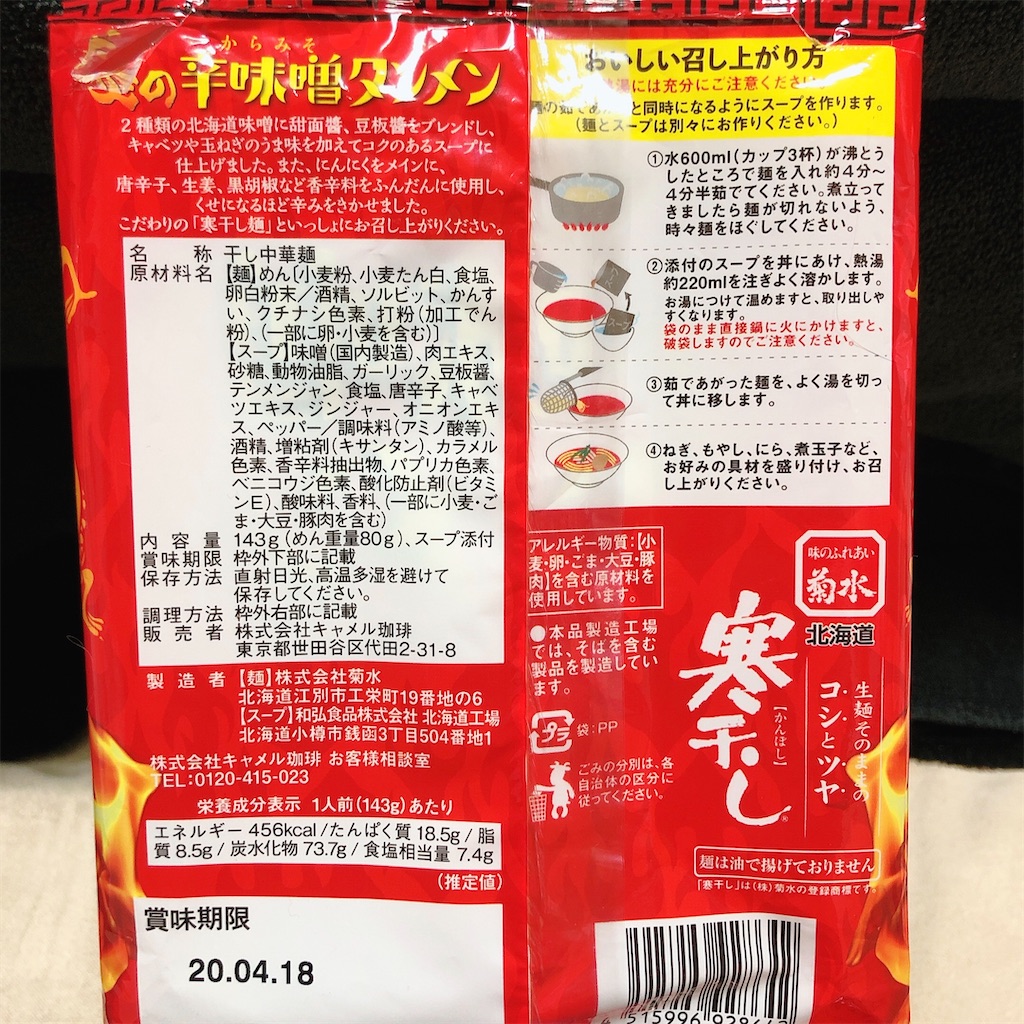 からみそ
の辛味噌タンメン
2種類の北海道味噌に甜面醤、豆板醤をブレンドし、
キャベツや玉ねぎのうま味を加えてコクのあるスープに
仕上げました。また、にんにくをメインに、
唐辛子、生姜、黒胡椒など香辛料をふんだんに使用し、
くせになるほど辛みをきかせました。
こだわりの「寒干し麺」といっしょにお召し上がりください。
名称 干し中華麺
原材料名 【麺】めん〔小麦粉、小麦たん白、食塩、
卵白粉末／酒精、ソルビット、かんす
い、クチナシ色素、打粉（加工でん
粉）、（一部に卵・小麦を含む）〕
【スープ】味噌（国内製造）、肉エキス、
砂糖、動物油脂、ガーリック、豆板醤、
テンメンジャン、食塩、唐辛子、キャベ
ツエキス、ジンジャー、オニオンエキ
ス、ペッパー／調味料（アミノ酸等）、
酒精、増粘剤（キサンタン）、カラメル
色素、香辛料抽出物、パプリカ色素、
ベニコウジ色素、酸化防止剤（ビタミ
ンE）、酸味料、香料、（一部に小麦・ご
ま・大豆・豚肉を含む）
内容量 143g（めん重量80g）、スープ添付
賞味期限 枠外下部に記載
保存方法 直射日光、高温多湿を避けて
保存してください。
調理方法 枠外右部に記載
販売者 株式会社キャメル珈琲
東京都世田谷区代田2-31-8
製造者 【麺】株式会社菊水
北海道江別市工栄町19番地の6
【スープ】和弘食品株式会社 北海道工場
北海道小樽市銭函3丁目504番地1
株式会社キャメル珈琲 お客様相談室
TEL:0120-415-023
栄養成分表示 1人前（143g）あたり
エネルギー 456kcal / たんぱく質 18.5g / 脂
質 8.5g / 炭水化物 73.7g / 食塩相当量 7.4g
（推定値）
賞味期限
20.04.18
おいしい召し上がり方
熱湯には充分にご注意ください。
麺の茹であがりと同時になるようにスープを作ります。
（麺とスープは別々にお作りください。）
①水600ml（カップ3杯）が沸とう
したところで麺を入れ約4分〜
4分半茹でてください。煮立って
きましたら麺が切れないよう、
時々麺をほぐしてください。
②添付のスープを丼にあけ、熱湯
約220mlを注ぎよく溶かします。
お湯につけて温めますと、取り出しや
すくなります。
袋のまま直接鍋に火にかけますと、
破袋しますのでご注意ください。
スープ
③茹であがった麺を、よく湯を切っ
て丼に移します。
④ねぎ、もやし、にら、煮玉子など、
お好みの具材を盛り付け、お召
し上がりください。
アレルギー物質：【小
麦・卵・ごま・大豆・豚
肉】を含む原材料を
使用しています。
●本品製造工場
では、そばを含む
製品を製造してい
ます。
プラ
袋：PP
ごみの分別は、各
自治体の区分に
従ってください。
味のふれあい
菊水
北海道
生麺そのままの
コシとツヤ
寒干し
［かんぼし］
®
麺は油で揚げておりません
「寒干し」は（株）菊水の登録商標です。